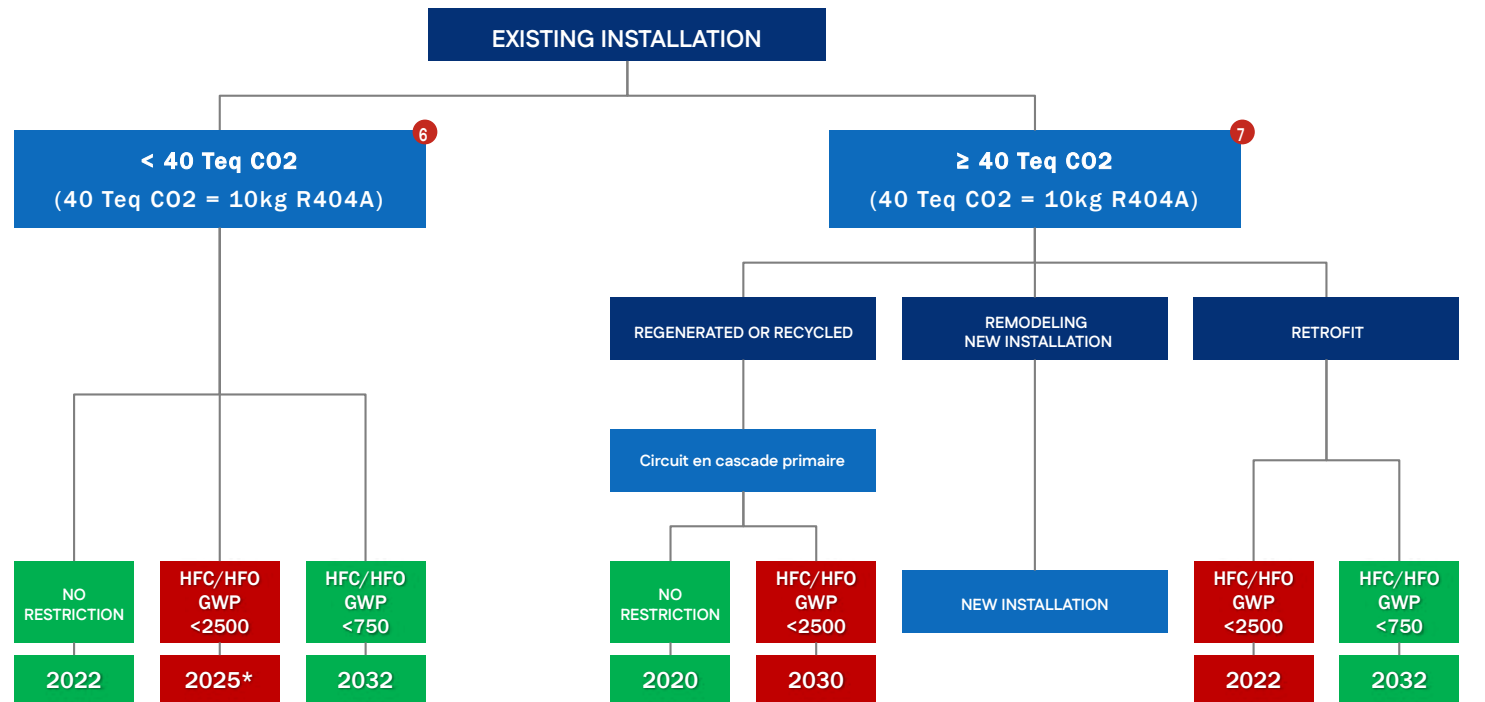 EXISTING INSTALLATION
6
< 40 Teq CO2
(40 Teq CO2 = 10kg R404A)
7
≥ 40 Teq CO2
(40 Teq CO2 = 10kg R404A)
REGENERATED OR RECYCLED
REMODELING
NEW INSTALLATION
RETROFIT
Circuit en cascade primaire
NO
RESTRICTION
HFC/HFO
GWP
<2500
HFC/HFO
GWP
<750
NO
RESTRICTION
HFC/HFO
GWP
<2500
NEW INSTALLATION
HFC/HFO
GWP
<2500
HFC/HFO
GWP
<750
2022
2025*
2032
2020
2030
2022
2032